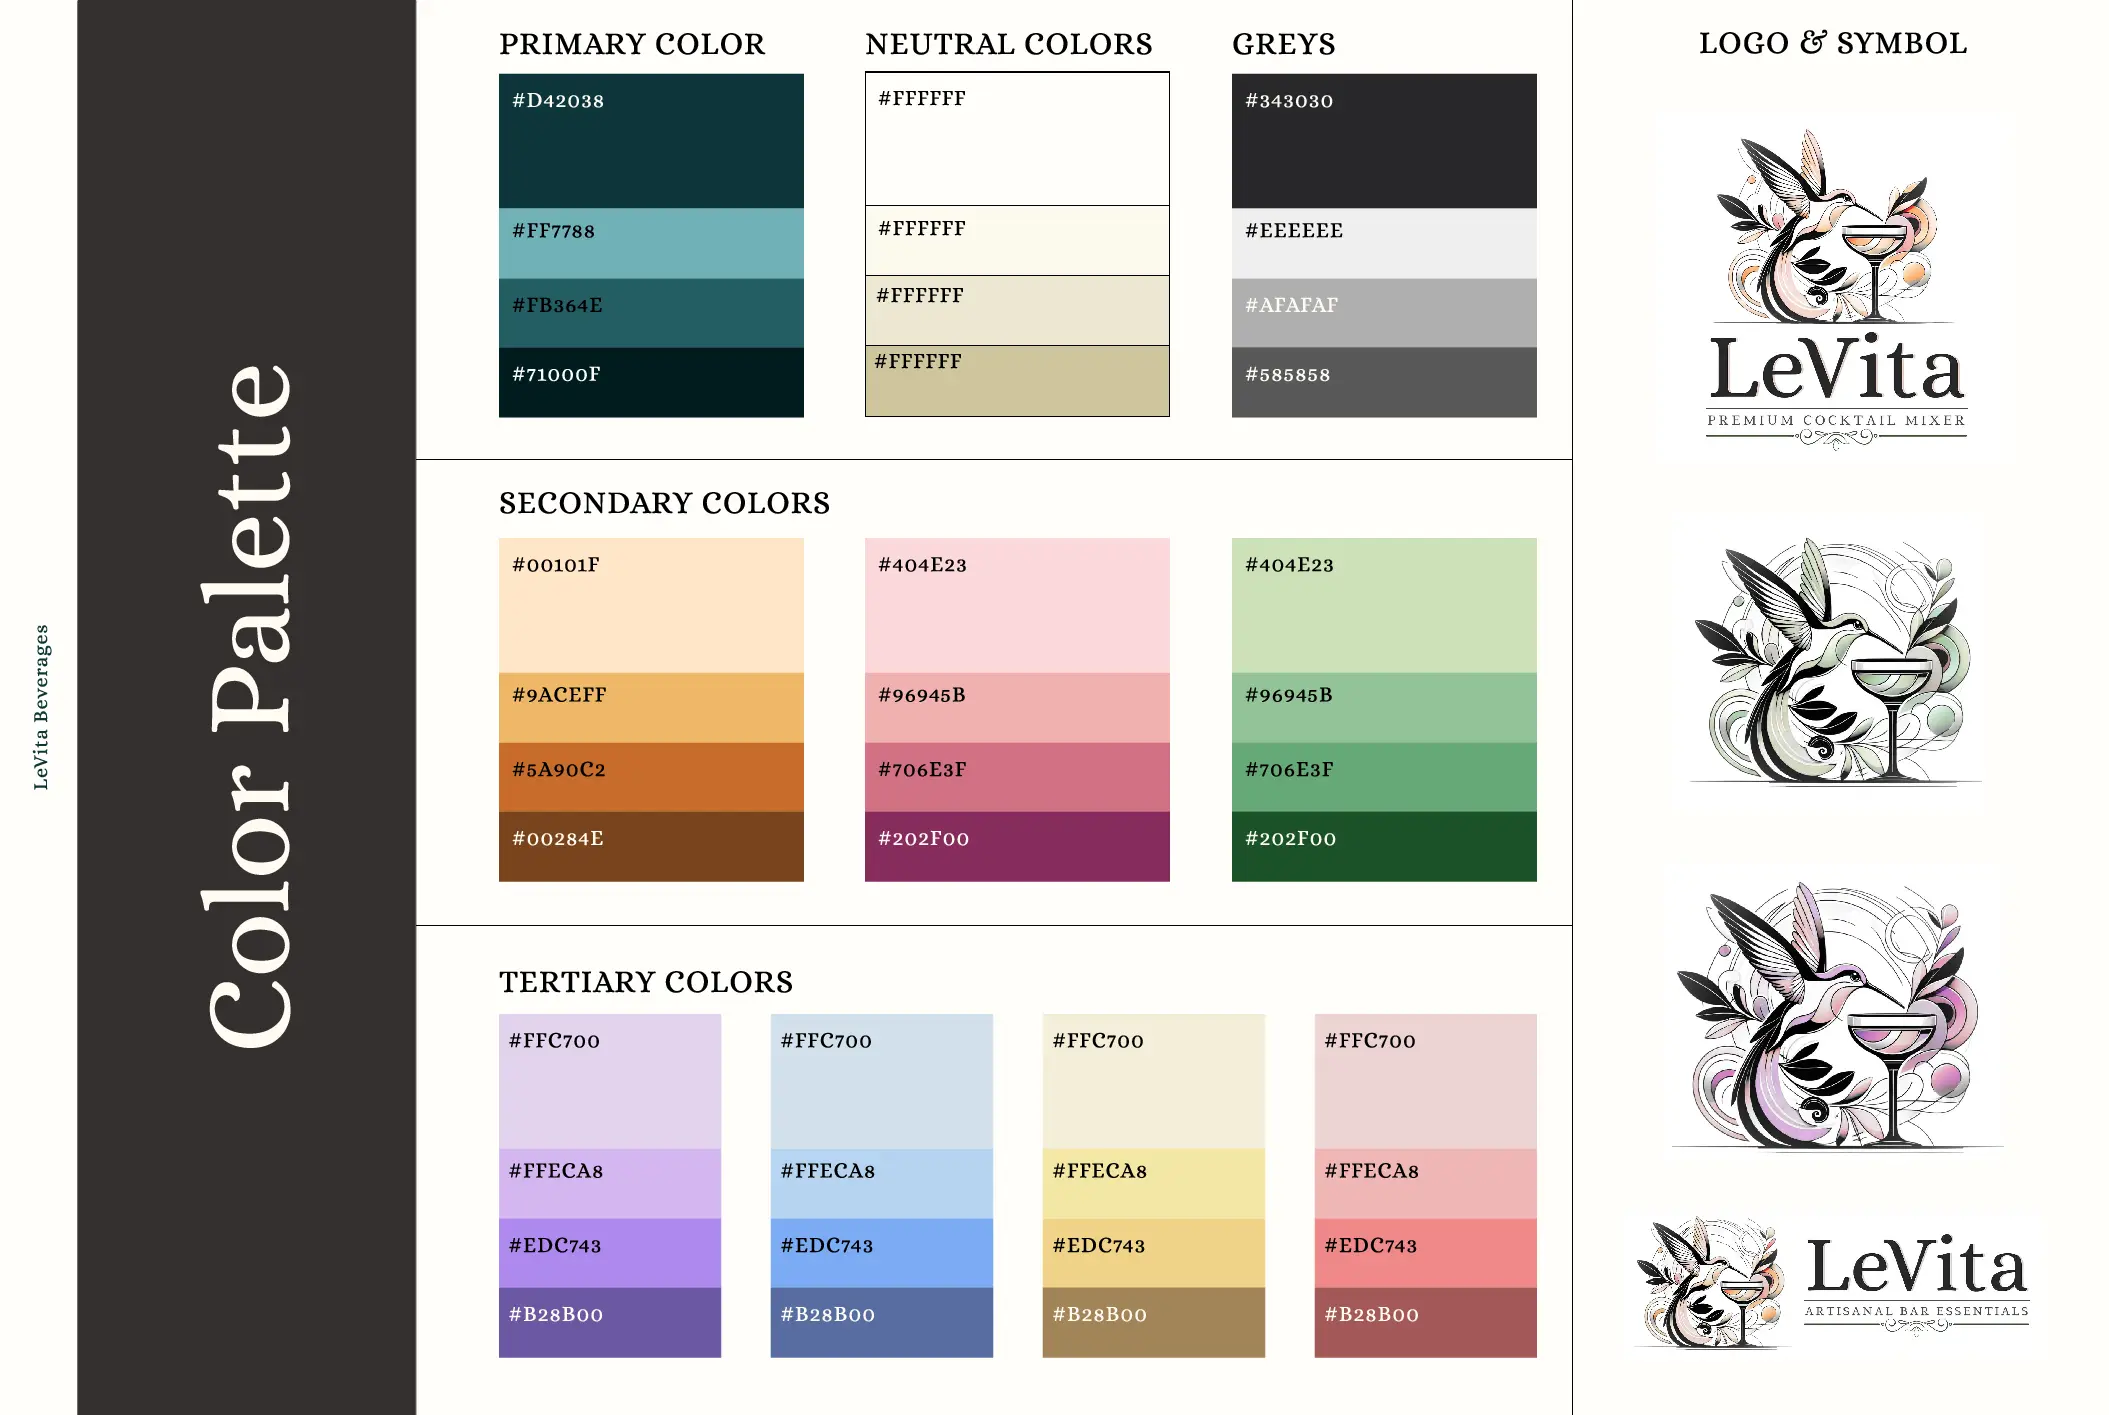 LeVita Beverages
Color Palette
PRIMARY COLOR
#D42038
#FF7788
#FB364E
#71000F
NEUTRAL COLORS
#FFFFFF
#FFFFFF
#FFFFFF
#FFFFFF
GREYS
#343030
#EEEEEE
#AFAFAF
#585858
SECONDARY COLORS
#00101F
#9ACEFF
#5A90C2
#00284E
#404E23
#96945B
#706E3F
#202F00
#404E23
#96945B
#706E3F
#202F00
TERTIARY COLORS
#FFC700
#FFECA8
#EDC743
#B28B00
#FFC700
#FFECA8
#EDC743
#B28B00
#FFC700
#FFECA8
#EDC743
#B28B00
#FFC700
#FFECA8
#EDC743
#B28B00
LOGO & SYMBOL
LeVita
PREMIUM COCKTAIL MIXER
LeVita
ARTISANAL BAR ESSENTIALS